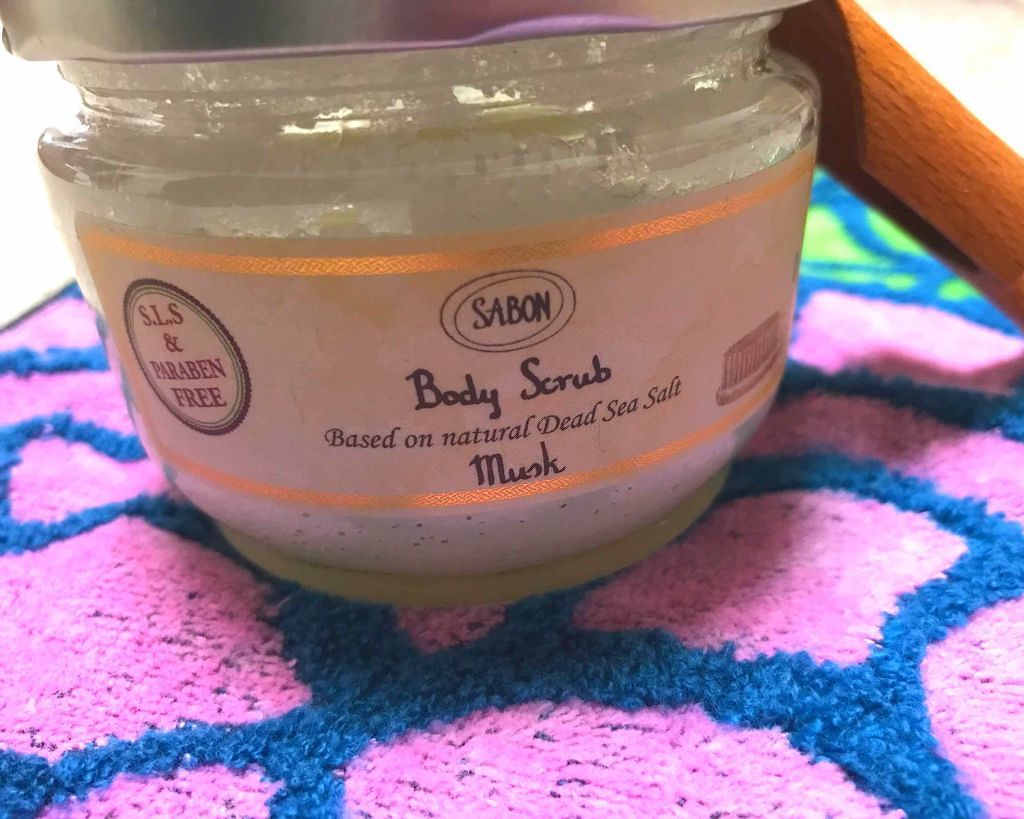 S.L.S
&
PARABEN
FREE
SABON
Body Scrub
Based on natural Dead Sea Salt
Musk